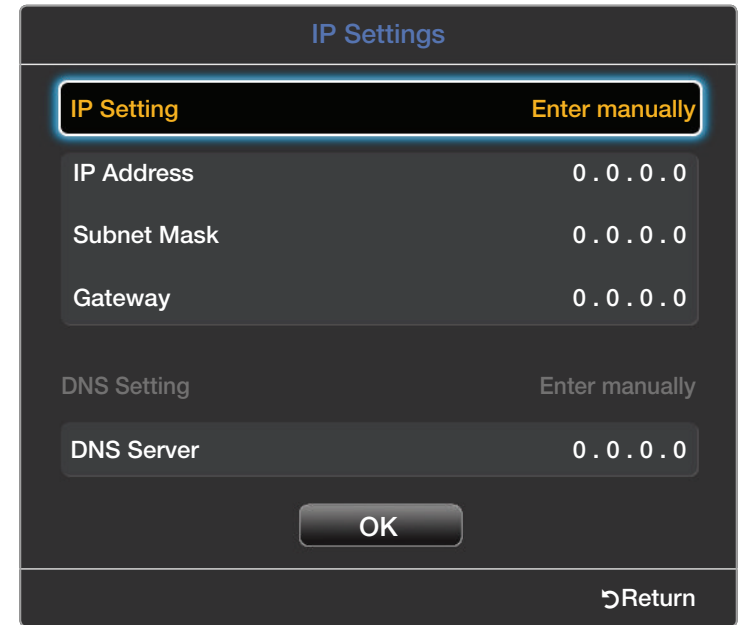 IP Settings
IP Setting Enter manually
IP Address 0.0.0.0
Subnet Mask 0.0.0.0
Gateway 0.0.0.0
DNS Setting Enter manually
DNS Server 0.0.0.0
OK
Return